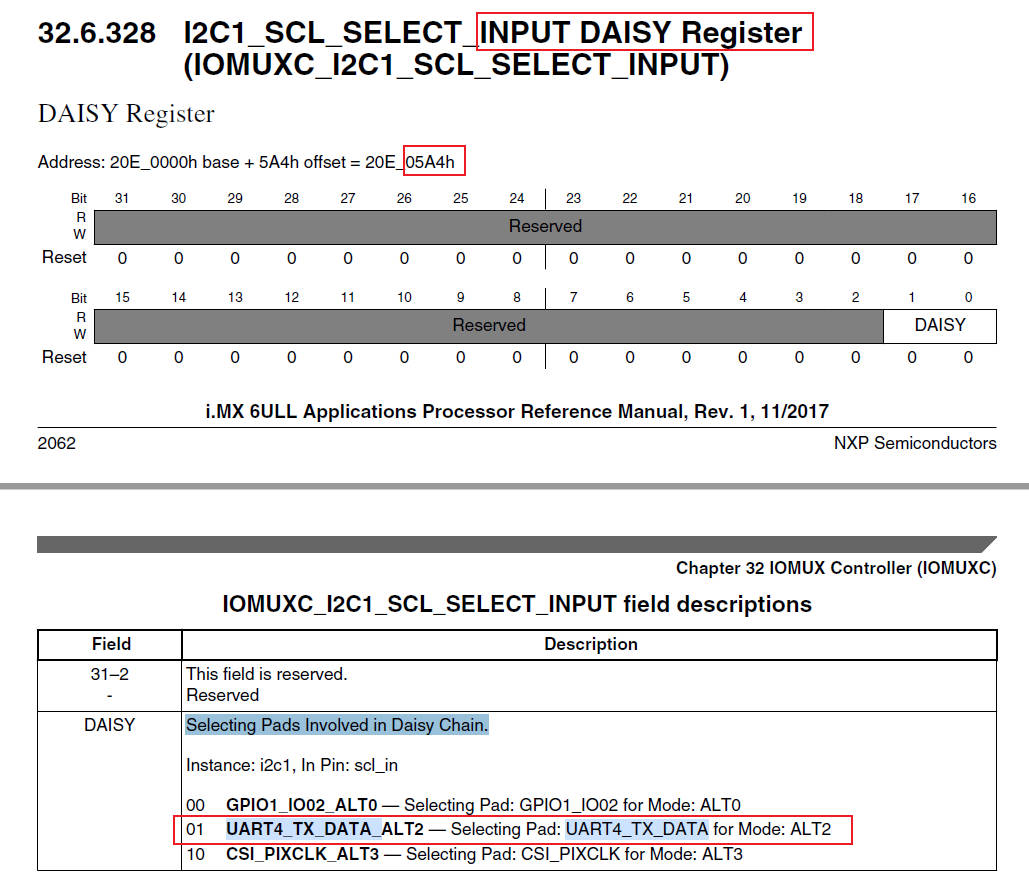 32.6.328 I2C1_SCL_SELECT_INPUT DAISY Register
(IOMUXC_I2C1_SCL_SELECT_INPUT)
DAISY Register
Address: 20E_0000h base + 5A4h offset = 20E_05A4h
Bit 31 30 29 28 27 26 25 24 23 22 21 20 19 18 17 16
R
Reserved
W
Reset 0 0 0 0 0 0 0 0 0 0 0 0 0 0 0 0
Bit 15 14 13 12 11 10 9 8 7 6 5 4 3 2 1 0
R
Reserved DAISY
W
Reset 0 0 0 0 0 0 0 0 0 0 0 0 0 0 0 0
i.MX 6ULL Applications Processor Reference Manual, Rev. 1, 11/2017
2062 NXP Semiconductors
Chapter 32 IOMUX Controller (IOMUXC)
IOMUXC_I2C1_SCL_SELECT_INPUT field descriptions
Field Description
31–2 This field is reserved.
- Reserved
DAISY Selecting Pads Involved in Daisy Chain.
Instance: i2c1, In Pin: scl_in
00 GPIO1_IO02_ALT0 — Selecting Pad: GPIO1_IO02 for Mode: ALT0
01 UART4_TX_DATA_ALT2 — Selecting Pad: UART4_TX_DATA for Mode: ALT2
10 CSI_PIXCLK_ALT3 — Selecting Pad: CSI_PIXCLK for Mode: ALT3